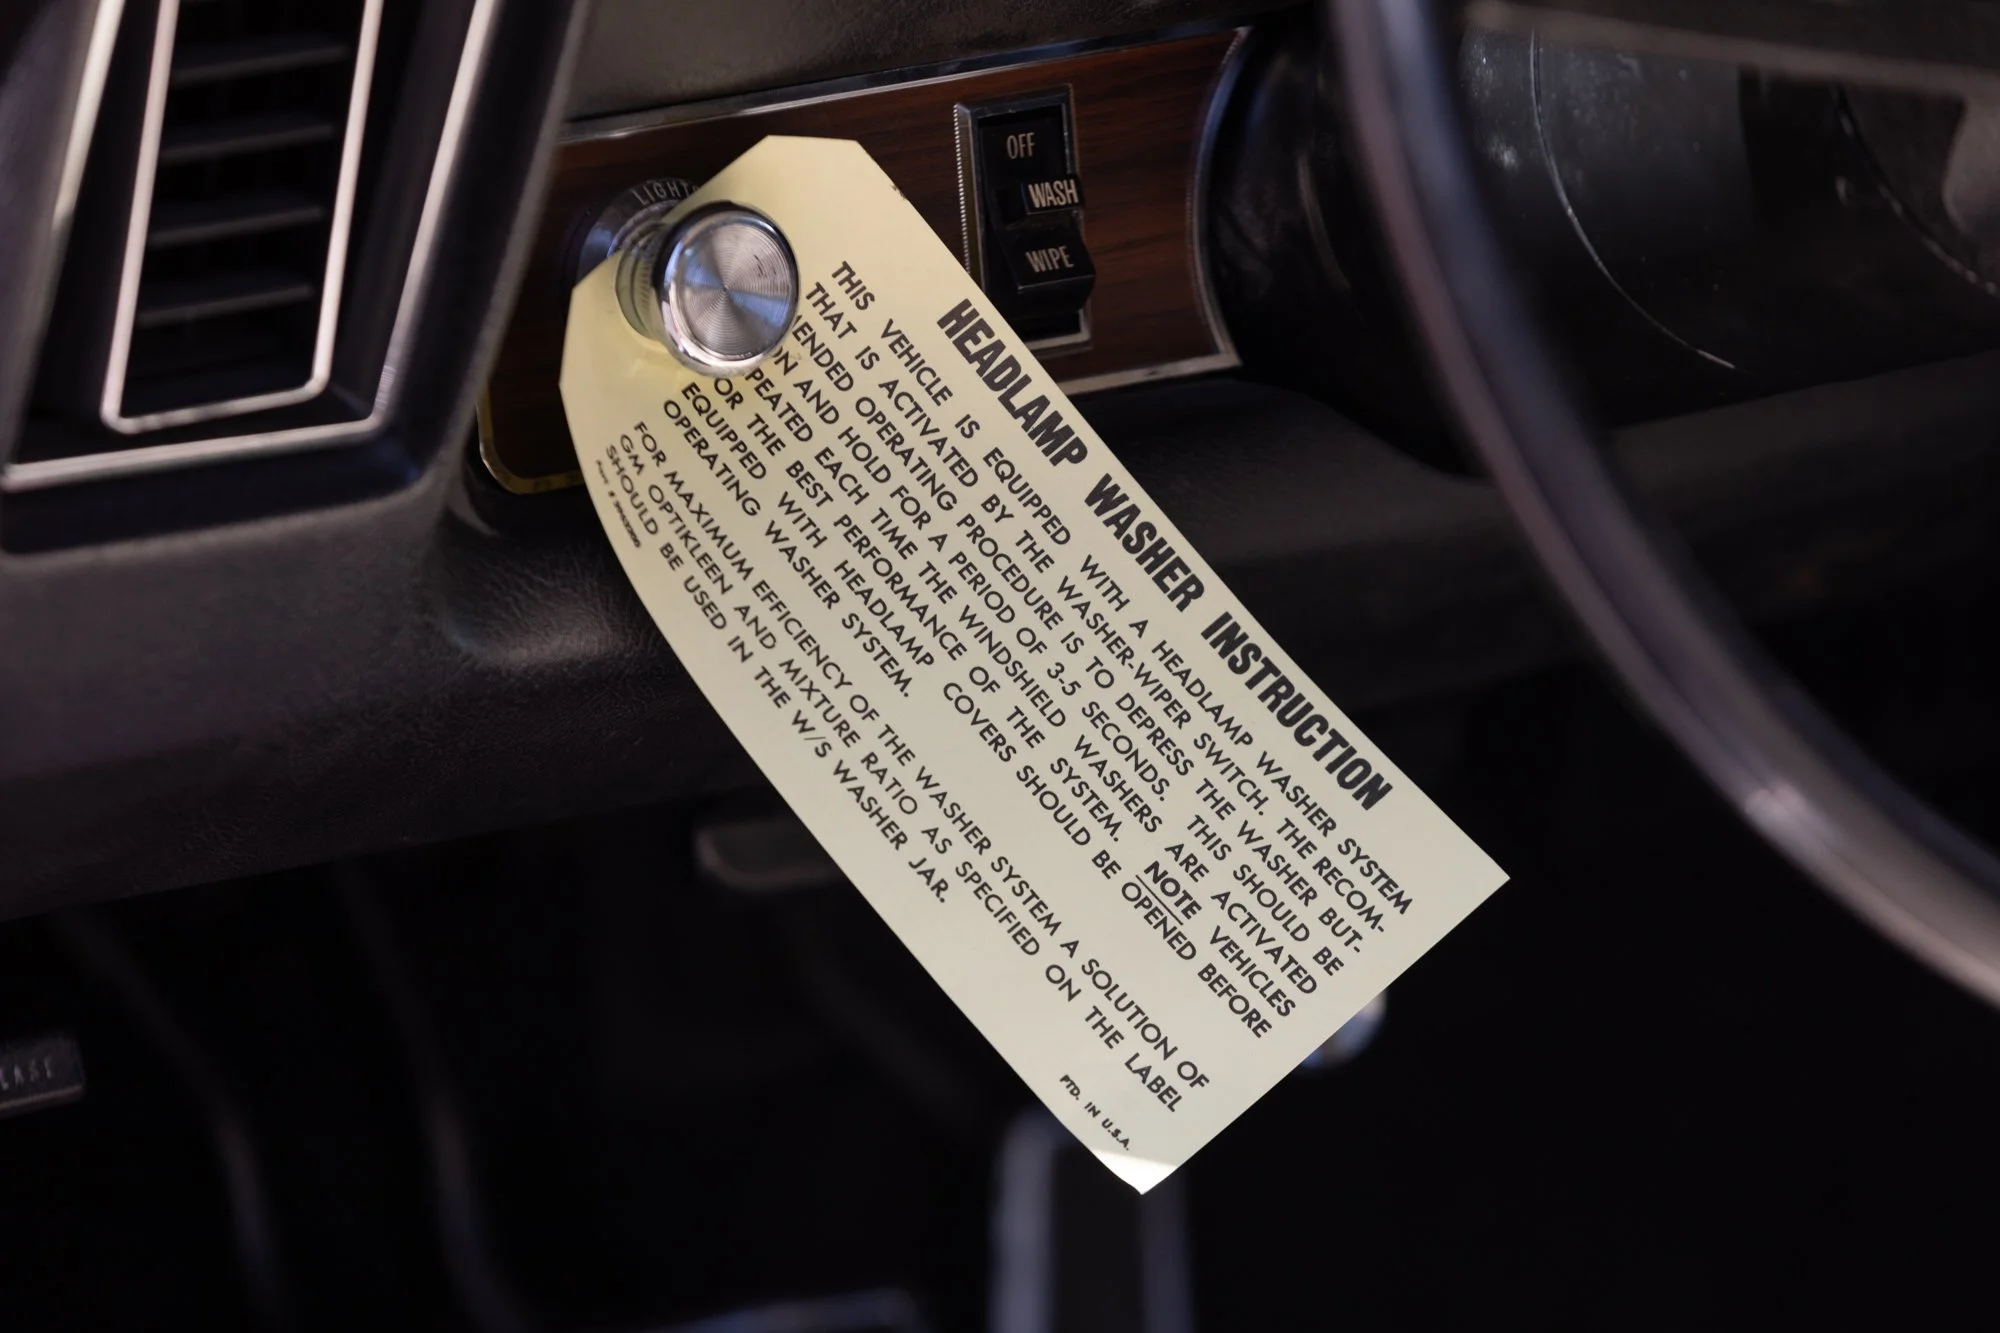 OFF
WASH
WIPE
HEADLAMP WASHER INSTRUCTION
THIS VEHICLE IS EQUIPPED WITH A HEADLAMP WASHER SYSTEM
THAT IS ACTIVATED BY THE WASHER-WIPER SWITCH. THE RECOM-
MENDED OPERATING PROCEDURE IS TO DEPRESS THE WASHER BUT-
ON AND HOLD FOR A PERIOD OF 3-5 SECONDS. THIS SHOULD BE
PEATED EACH TIME THE WINDSHIELD WASHERS ARE ACTIVATED
OR THE BEST PERFORMANCE OF THE SYSTEM. NOTE VEHICLES
EQUIPPED WITH HEADLAMP COVERS SHOULD BE OPENED BEFORE
OPERATING WASHER SYSTEM.
FOR MAXIMUM EFFICIENCY OF THE WASHER SYSTEM A SOLUTION OF
GM OPTIKLEEN AND MIXTURE RATIO AS SPECIFIED ON THE LABEL
SHOULD BE USED IN THE W/S WASHER JAR.
PTD. IN U.S.A.